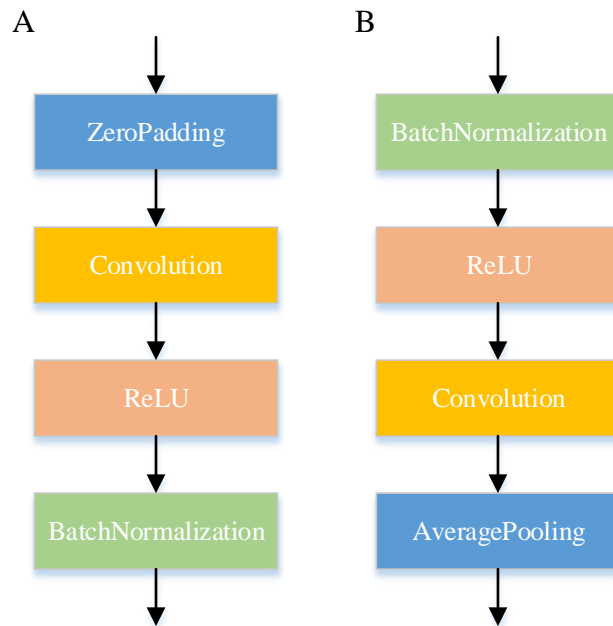 A
ZeroPadding
Convolution
ReLU
BatchNormalization
B
BatchNormalization
ReLU
Convolution
AveragePooling